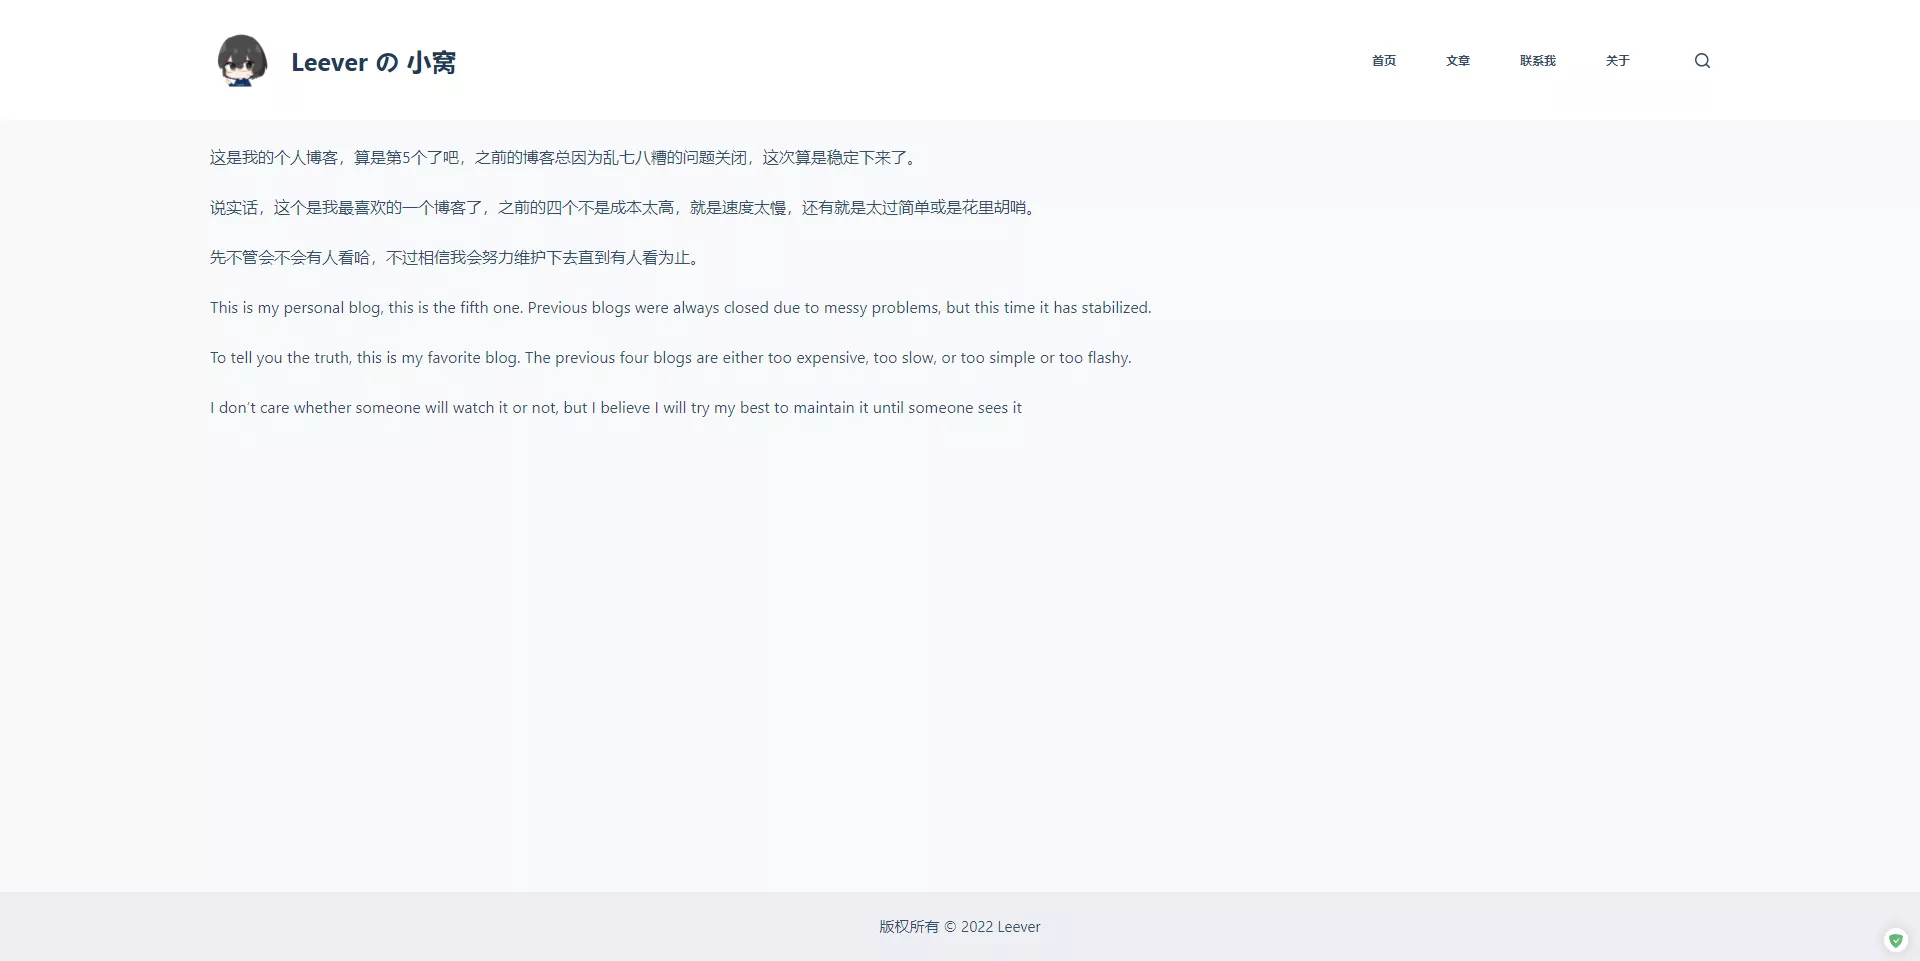 Leever の 小窝
首页
文章
联系我
关于
这是我的个人博客，算是第5个了吧，之前的博客总因为乱七八糟的问题关闭，这次算是稳定下来了。
说实话，这个是我最喜欢的一个博客了，之前的四个不是成本太高，就是速度太慢，还有就是太过简单或是花里胡哨。
先不管会不会有人看哈，不过相信我会努力维护下去直到有人看为止。
This is my personal blog, this is the fifth one. Previous blogs were always closed due to messy problems, but this time it has stabilized.
To tell you the truth, this is my favorite blog. The previous four blogs are either too expensive, too slow, or too simple or too flashy.
I don’t care whether someone will watch it or not, but I believe I will try my best to maintain it until someone sees it
版权所有 © 2022 Leever